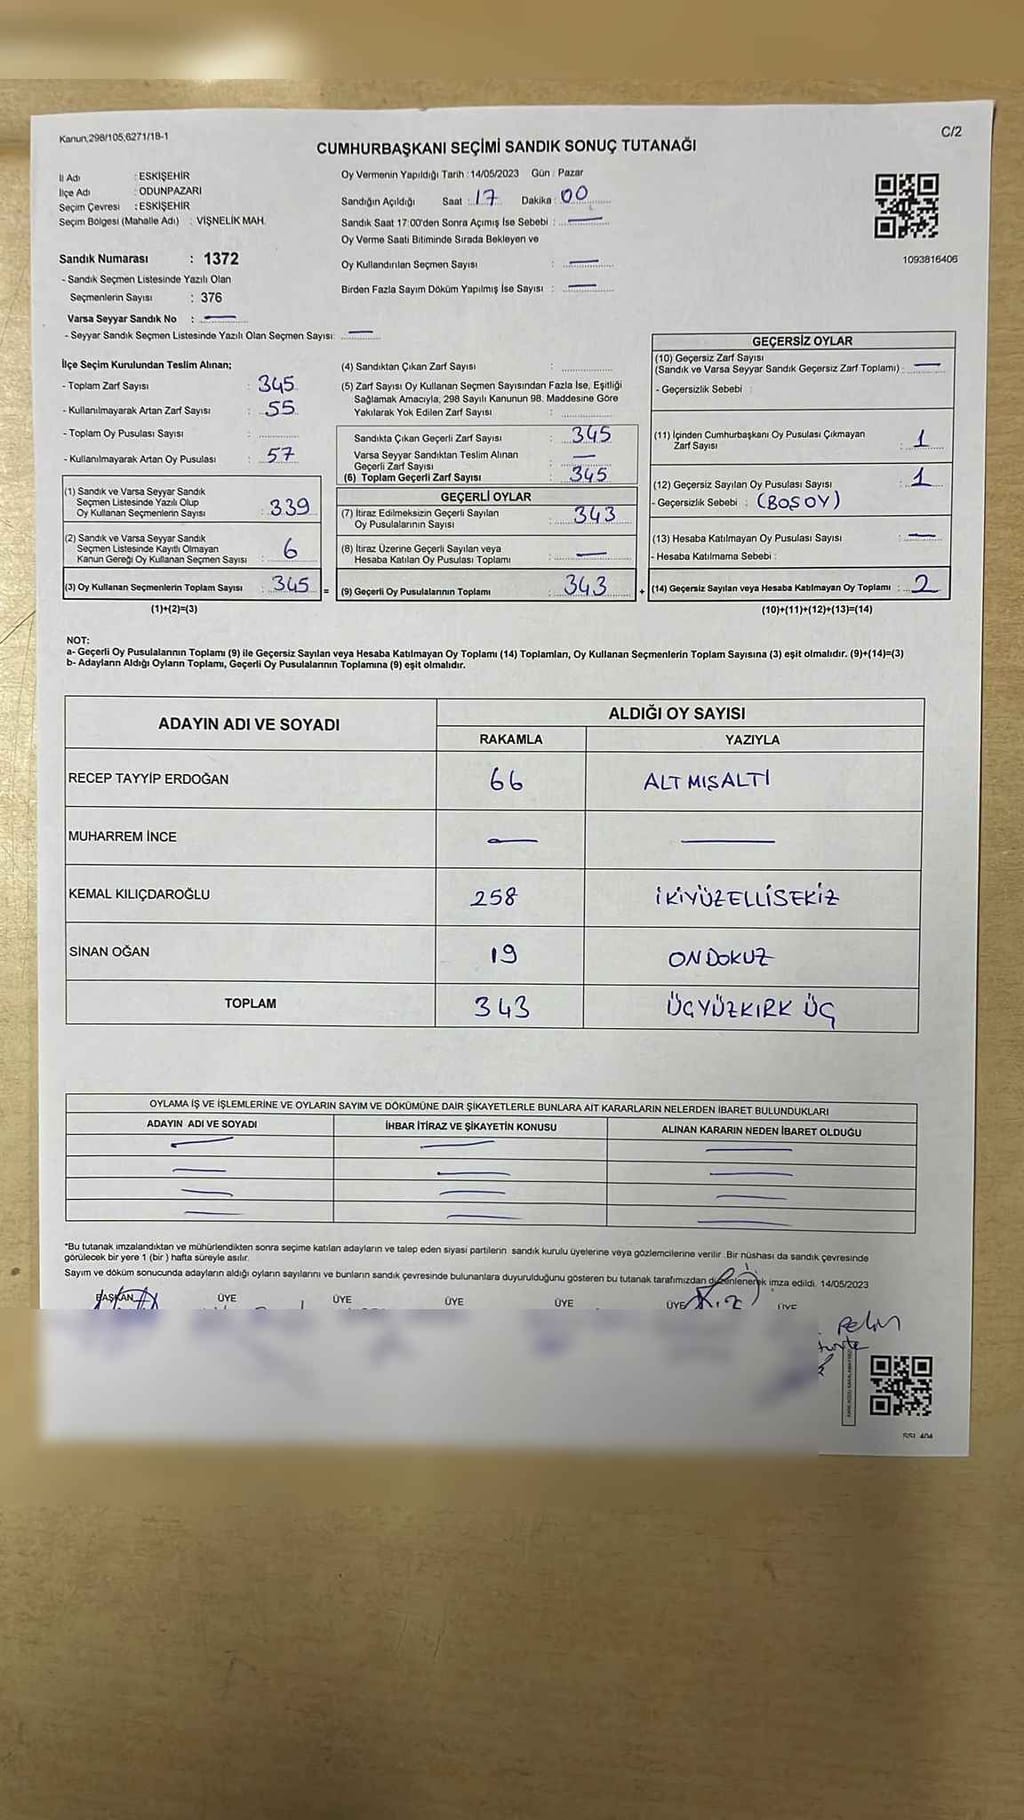 Kanun,298/105,6271/18-1
C/2
CUMHURBAŞKANI SEÇİMİ SANDIK SONUÇ TUTANAĞI
İl Adı : ESKİŞEHİR
İlçe Adı : ODUNPAZARI
Seçim Çevresi : ESKİŞEHİR
Seçim Bölgesi (Mahalle Adı) : VİŞNELİK MAH.
Sandık Numarası : 1372
- Sandık Seçmen Listesinde Yazılı Olan
Seçmenlerin Sayısı : 376
Varsa Seyyar Sandık No : —
- Seyyar Sandık Seçmen Listesinde Yazılı Olan Seçmen Sayısı: —
Oy Vermenin Yapıldığı Tarih : 14/05/2023 Gün : Pazar
Sandığın Açıldığı Saat : 17 Dakika : 00
Sandık Saat 17:00'den Sonra Açımış İse Sebebi : —
Oy Verme Saati Bitiminde Sırada Bekleyen ve
Oy Kullandırılan Seçmen Sayısı : —
Birden Fazla Sayım Döküm Yapılmış İse Sayısı : —
1093816406
İlçe Seçim Kurulundan Teslim Alınan;
- Toplam Zarf Sayısı : 345
- Kullanılmayarak Artan Zarf Sayısı : 55
- Toplam Oy Pusulası Sayısı :
- Kullanılmayarak Artan Oy Pusulası : 57
(1) Sandık ve Varsa Seyyar Sandık
Seçmen Listesinde Yazılı Olup
Oy Kullanan Seçmenlerin Sayısı : 339
(2) Sandık ve Varsa Seyyar Sandık
Seçmen Listesinde Kayıtlı Olmayan
Kanun Gereği Oy Kullanan Seçmen Sayısı : 6
(3) Oy Kullanan Seçmenlerin Toplam Sayısı : 345 =
(1)+(2)=(3)
(4) Sandıktan Çıkan Zarf Sayısı :
(5) Zarf Sayısı Oy Kullanan Seçmen Sayısından Fazla İse, Eşitliği
Sağlamak Amacıyla, 298 Sayılı Kanunun 98. Maddesine Göre
Yakılarak Yok Edilen Zarf Sayısı :
Sandıkta Çıkan Geçerli Zarf Sayısı : 345
Varsa Seyyar Sandıktan Teslim Alınan
Geçerli Zarf Sayısı : —
(6) Toplam Geçerli Zarf Sayısı : 345
GEÇERLİ OYLAR
(7) İtiraz Edilmeksizin Geçerli Sayılan
Oy Pusulalarının Sayısı : 343
(8) İtiraz Üzerine Geçerli Sayılan veya
Hesaba Katılan Oy Pusulası Toplamı : —
(9) Geçerli Oy Pusulalarının Toplamı : 343 +
GEÇERSİZ OYLAR
(10) Geçersiz Zarf Sayısı
(Sandık ve Varsa Seyyar Sandık Geçersiz Zarf Toplamı) : —
- Geçersizlik Sebebi :
(11) İçinden Cumhurbaşkanı Oy Pusulası Çıkmayan
Zarf Sayısı : 1
(12) Geçersiz Sayılan Oy Pusulası Sayısı : 1
- Geçersizlik Sebebi : (BOŞ OY)
(13) Hesaba Katılmayan Oy Pusulası Sayısı : —
- Hesaba Katılmama Sebebi :
(14) Geçersiz Sayılan veya Hesaba Katılmayan Oy Toplamı : 2
(10)+(11)+(12)+(13)=(14)
NOT:
a- Geçerli Oy Pusulalarının Toplamı (9) ile Geçersiz Sayılan veya Hesaba Katılmayan Oy Toplamı (14) Toplamları, Oy Kullanan Seçmenlerin Toplam Sayısına (3) eşit olmalıdır. (9)+(14)=(3)
b- Adayların Aldığı Oyların Toplamı, Geçerli Oy Pusulalarının Toplamına (9) eşit olmalıdır.
ADAYIN ADI VE SOYADI ALDIĞI OY SAYISI
RAKAMLA YAZIYLA
RECEP TAYYİP ERDOĞAN 66 ALTMIŞALTI
MUHARREM İNCE — —
KEMAL KILIÇDAROĞLU 258 İKİYÜZELLİSEKİZ
SİNAN OĞAN 19 ONDOKUZ
TOPLAM 343 ÜÇYÜZKIRK ÜÇ
OYLAMA İŞ VE İŞLEMLERİNE VE OYLARIN SAYIM VE DÖKÜMÜNE DAİR ŞİKAYETLERLE BUNLARA AİT KARARLARIN NELERDEN İBARET BULUNDUKLARI
ADAYIN ADI VE SOYADI İHBAR İTİRAZ VE ŞİKAYETİN KONUSU ALINAN KARARIN NEDEN İBARET OLDUĞU
*Bu tutanak imzalandıktan ve mühürlendikten sonra seçime katılan adayların ve talep eden siyasi partilerin sandık kurulu üyelerine veya gözlemcilerine verilir. Bir nüshası da sandık çevresinde
görülecek bir yere 1 (bir ) hafta süreyle asılır.
Sayım ve döküm sonucunda adayların aldığı oyların sayılarını ve bunların sandık çevresinde bulunanlara duyurulduğunu gösteren bu tutanak tarafımızdan düzenlenerek imza edildi. 14/05/2023
BAŞKAN ÜYE ÜYE ÜYE ÜYE ÜYE ÜYE
Pelin